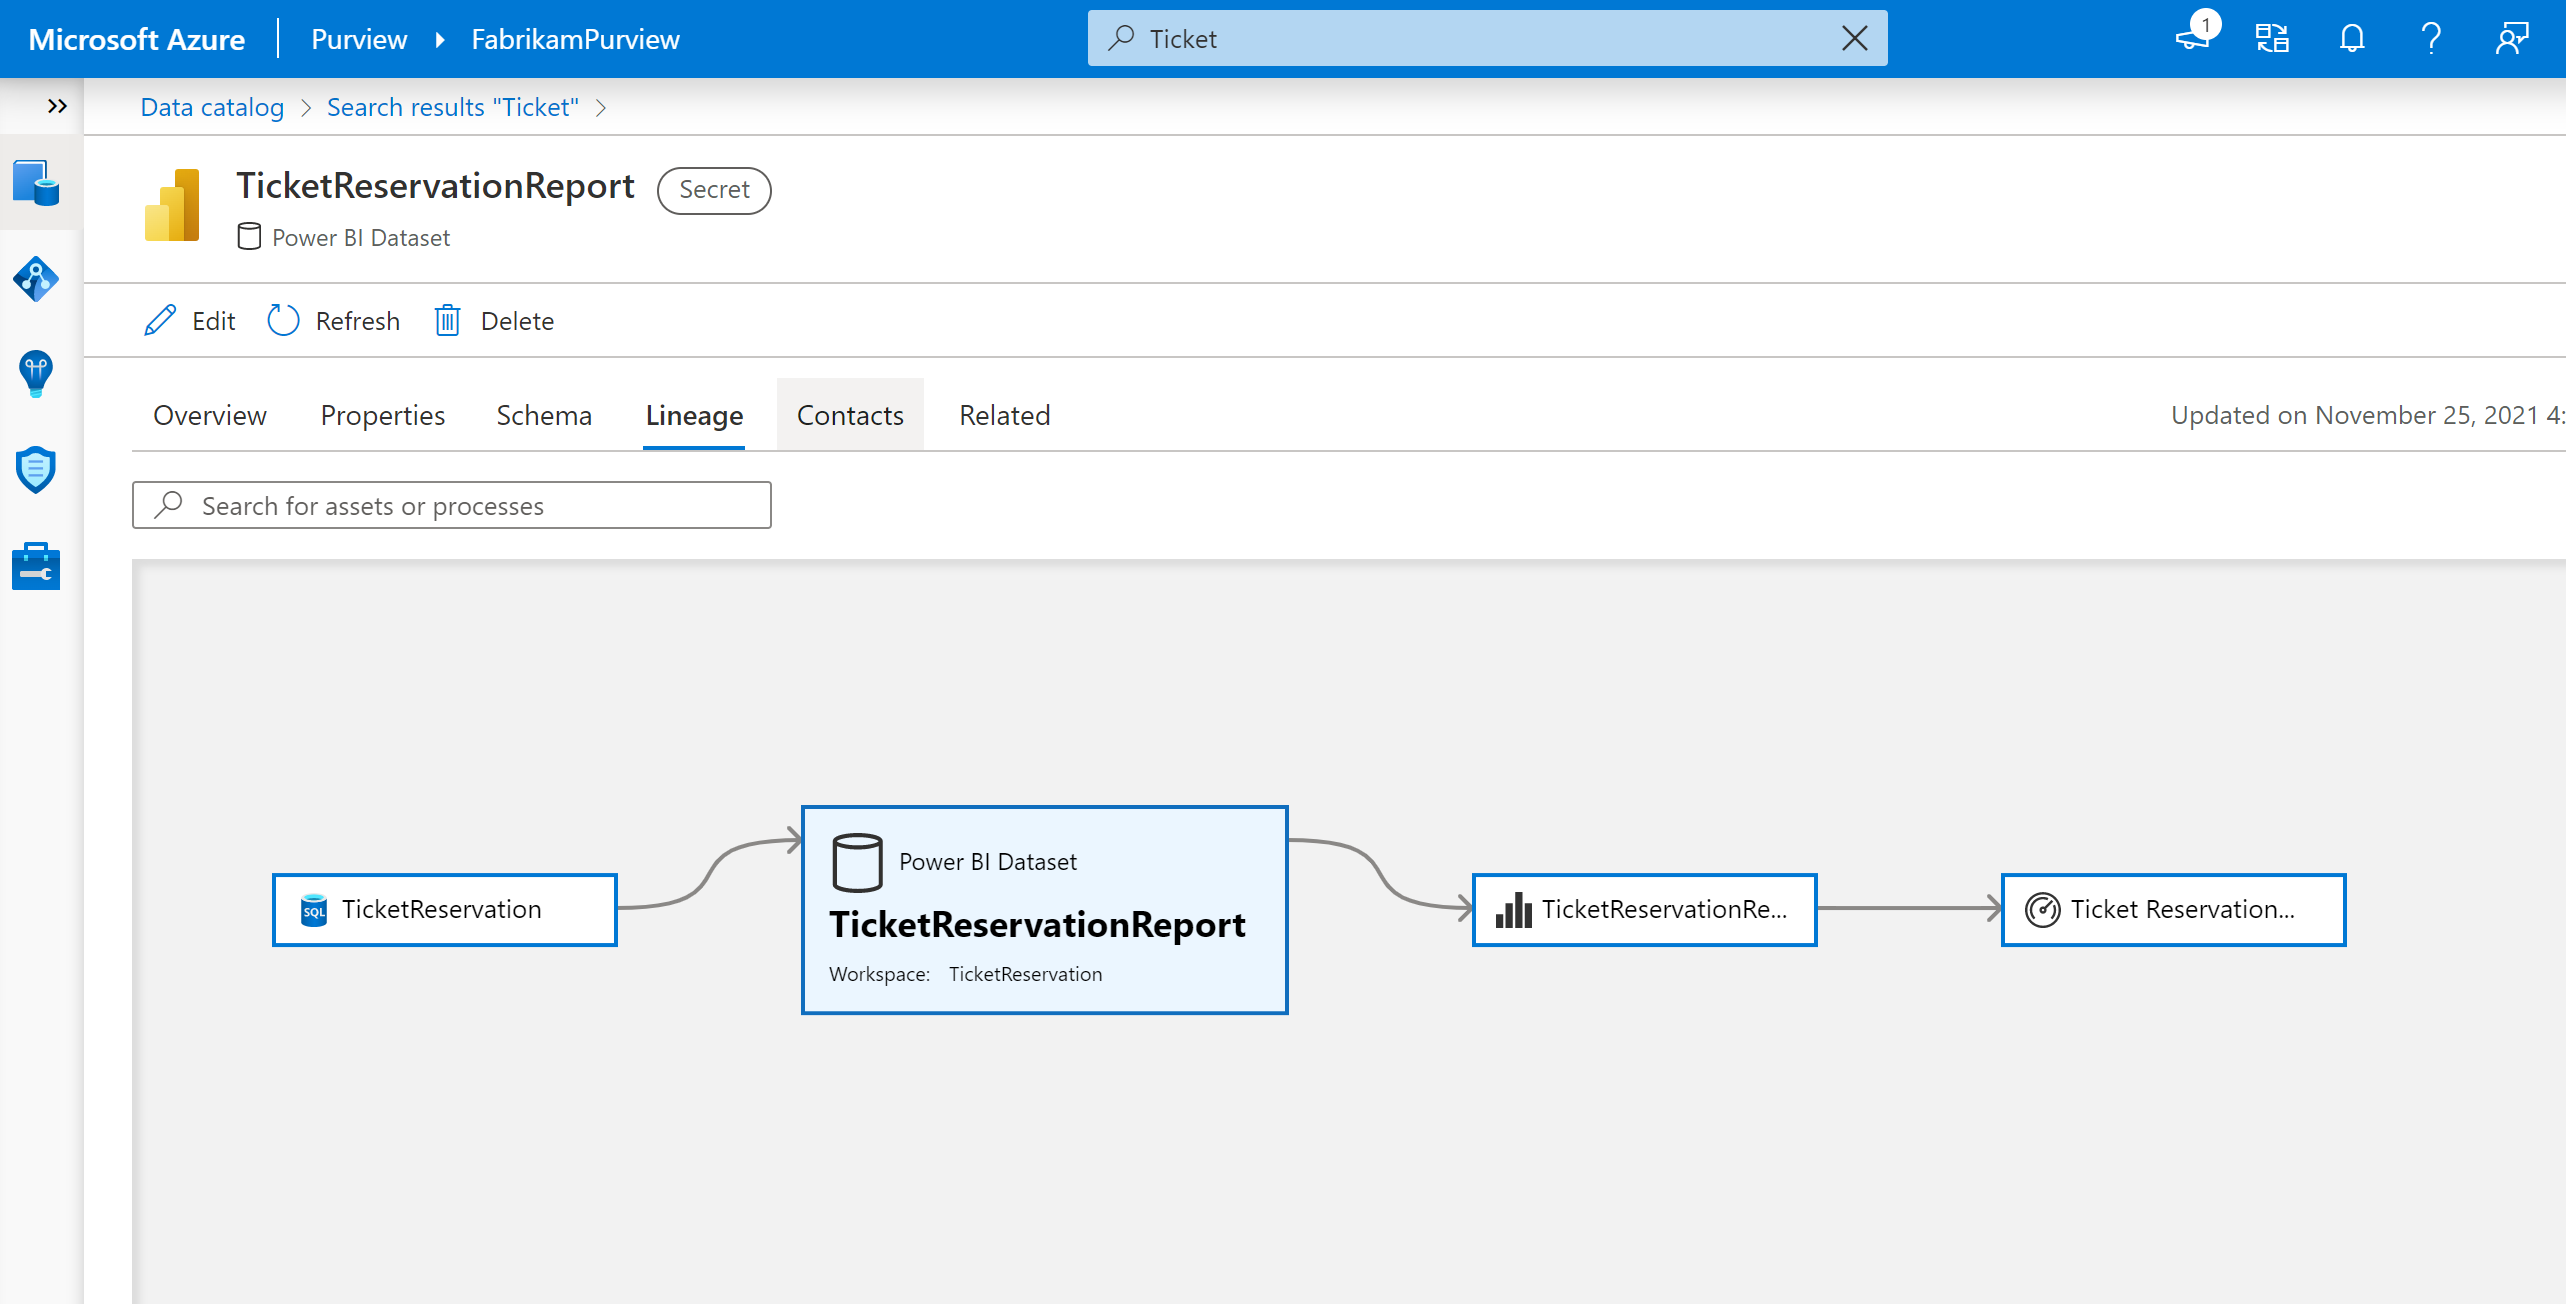 Microsoft Azure Purview FabrikamPurview Ticket 1
Data catalog Search results "Ticket"
TicketReservationReport Secret
Power BI Dataset
Edit Refresh Delete
Overview Properties Schema Lineage Contacts Related Updated on November 25, 2021 4:
Search for assets or processes
Power BI Dataset
SQL TicketReservation TicketReservationReport TicketReservationRe... Ticket Reservation...
Workspace: TicketReservation